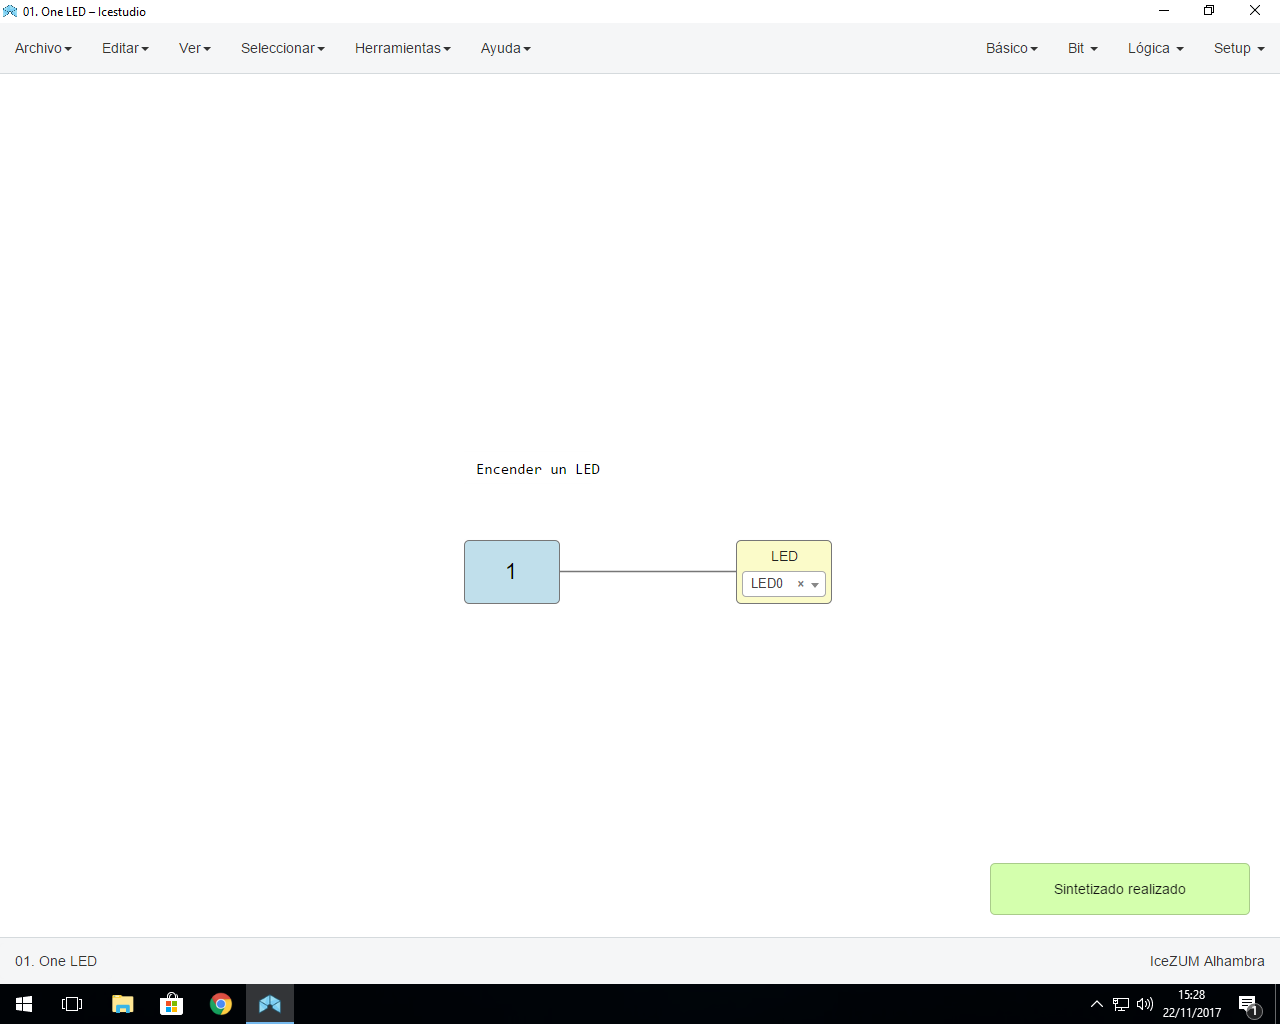 01. One LED – Icestudio
Archivo Editar Ver Seleccionar Herramientas Ayuda Básico Bit Lógica Setup
Encender un LED
1
LED
LED0 ×
Sintetizado realizado
01. One LED IceZUM Alhambra
15:28
22/11/2017
1